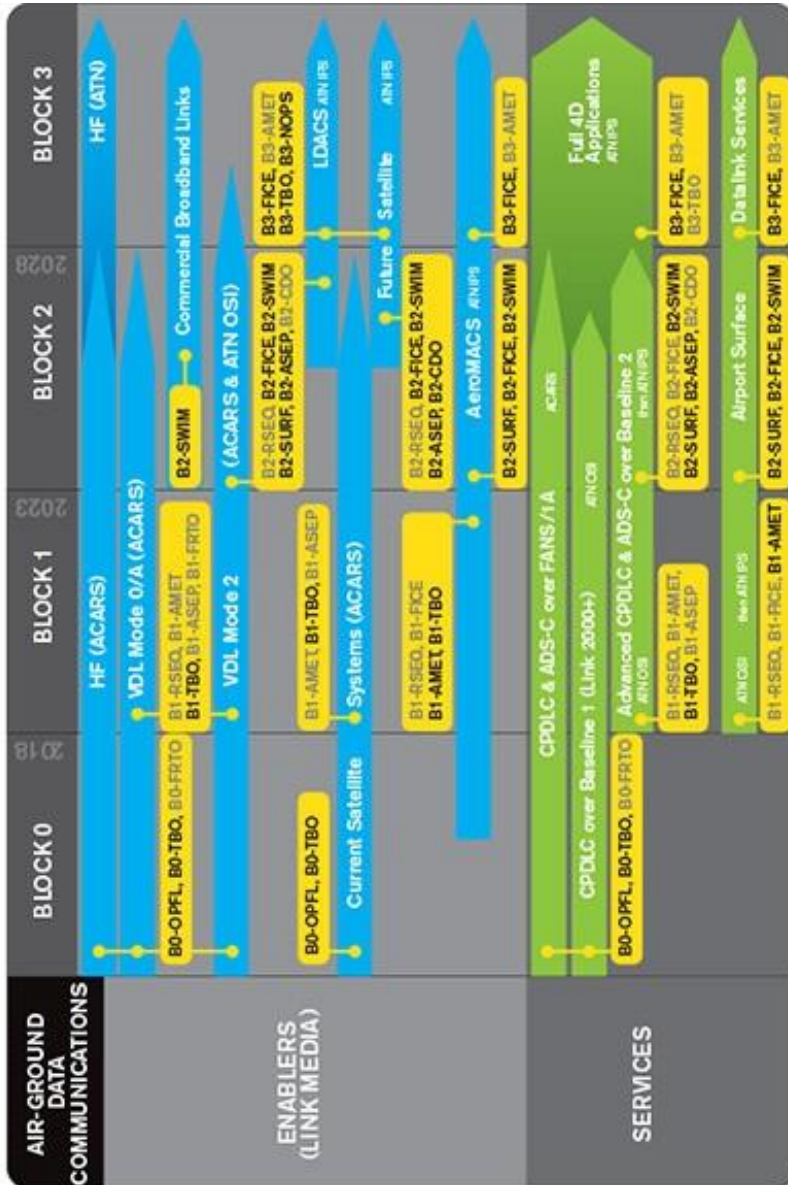 AIR-GROUND
DATA
COMMUNICATIONS
BLOCK 0
2018
BLOCK 1
2023
BLOCK 2
2028
BLOCK 3
ENABLERS
(LINK MEDIA)
HF (ACARS)
HF (ATN)
VDL Mode 0/A (ACARS)
B0-OPFL, B0-TBO, B0-FRTO
B1-RSEQ, B1-AMET
B1-TBO, B1-ASEP, B1-FRTO
B2-SWIM
Commercial Broadband Links
VDL Mode 2
(ACARS & ATN OSI)
B2-RSEQ, B2-FICE, B2-SWIM
B2-SURF, B2-ASEP, B2-CDO
B3-FICE, B3-AMET
B3-TBO, B3-NOPS
B0-OPFL, B0-TBO
B1-AMET, B1-TBO, B1-ASEP
LDACS ATN IPS
Current Satellite
Systems (ACARS)
Future
Satellite
ATN IPS
B1-RSEQ, B1-FICE
B1-AMET, B1-TBO
B2-RSEQ, B2-FICE, B2-SWIM
B2-ASEP, B2-CDO
AeroMACS ATN IPS
B2-SURF, B2-FICE, B2-SWIM
B3-FICE, B3-AMET
SERVICES
CPDLC & ADS-C over FANS/1A
ACARS
CPDLC over Baseline 1 (Link 2000+)
ATN OSI
Full 4D
Applications
ATN IPS
Advanced CPDLC & ADS-C over Baseline 2
ATN OSI
then ATN IPS
B0-OPFL, B0-TBO, B0-FRTO
B1-RSEQ, B1-AMET,
B1-TBO, B1-ASEP
B2-RSEQ, B2-FICE, B2-SWIM
B2-SURF, B2-ASEP, B2-CDO
B3-FICE, B3-AMET
B3-TBO
ATN OSI
then ATN IPS
Airport Surface
Datalink Services
B1-RSEQ, B1-FICE, B1-AMET
B2-SURF, B2-FICE, B2-SWIM
B3-FICE, B3-AMET